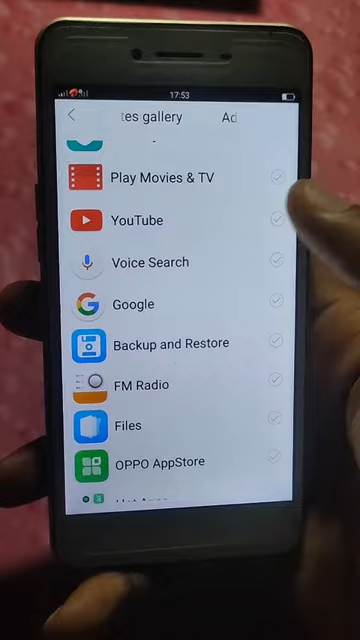 17:53
tes gallery Ad
Play Movies & TV
YouTube
Voice Search
Google
Backup and Restore
FM Radio
Files
OPPO AppStore